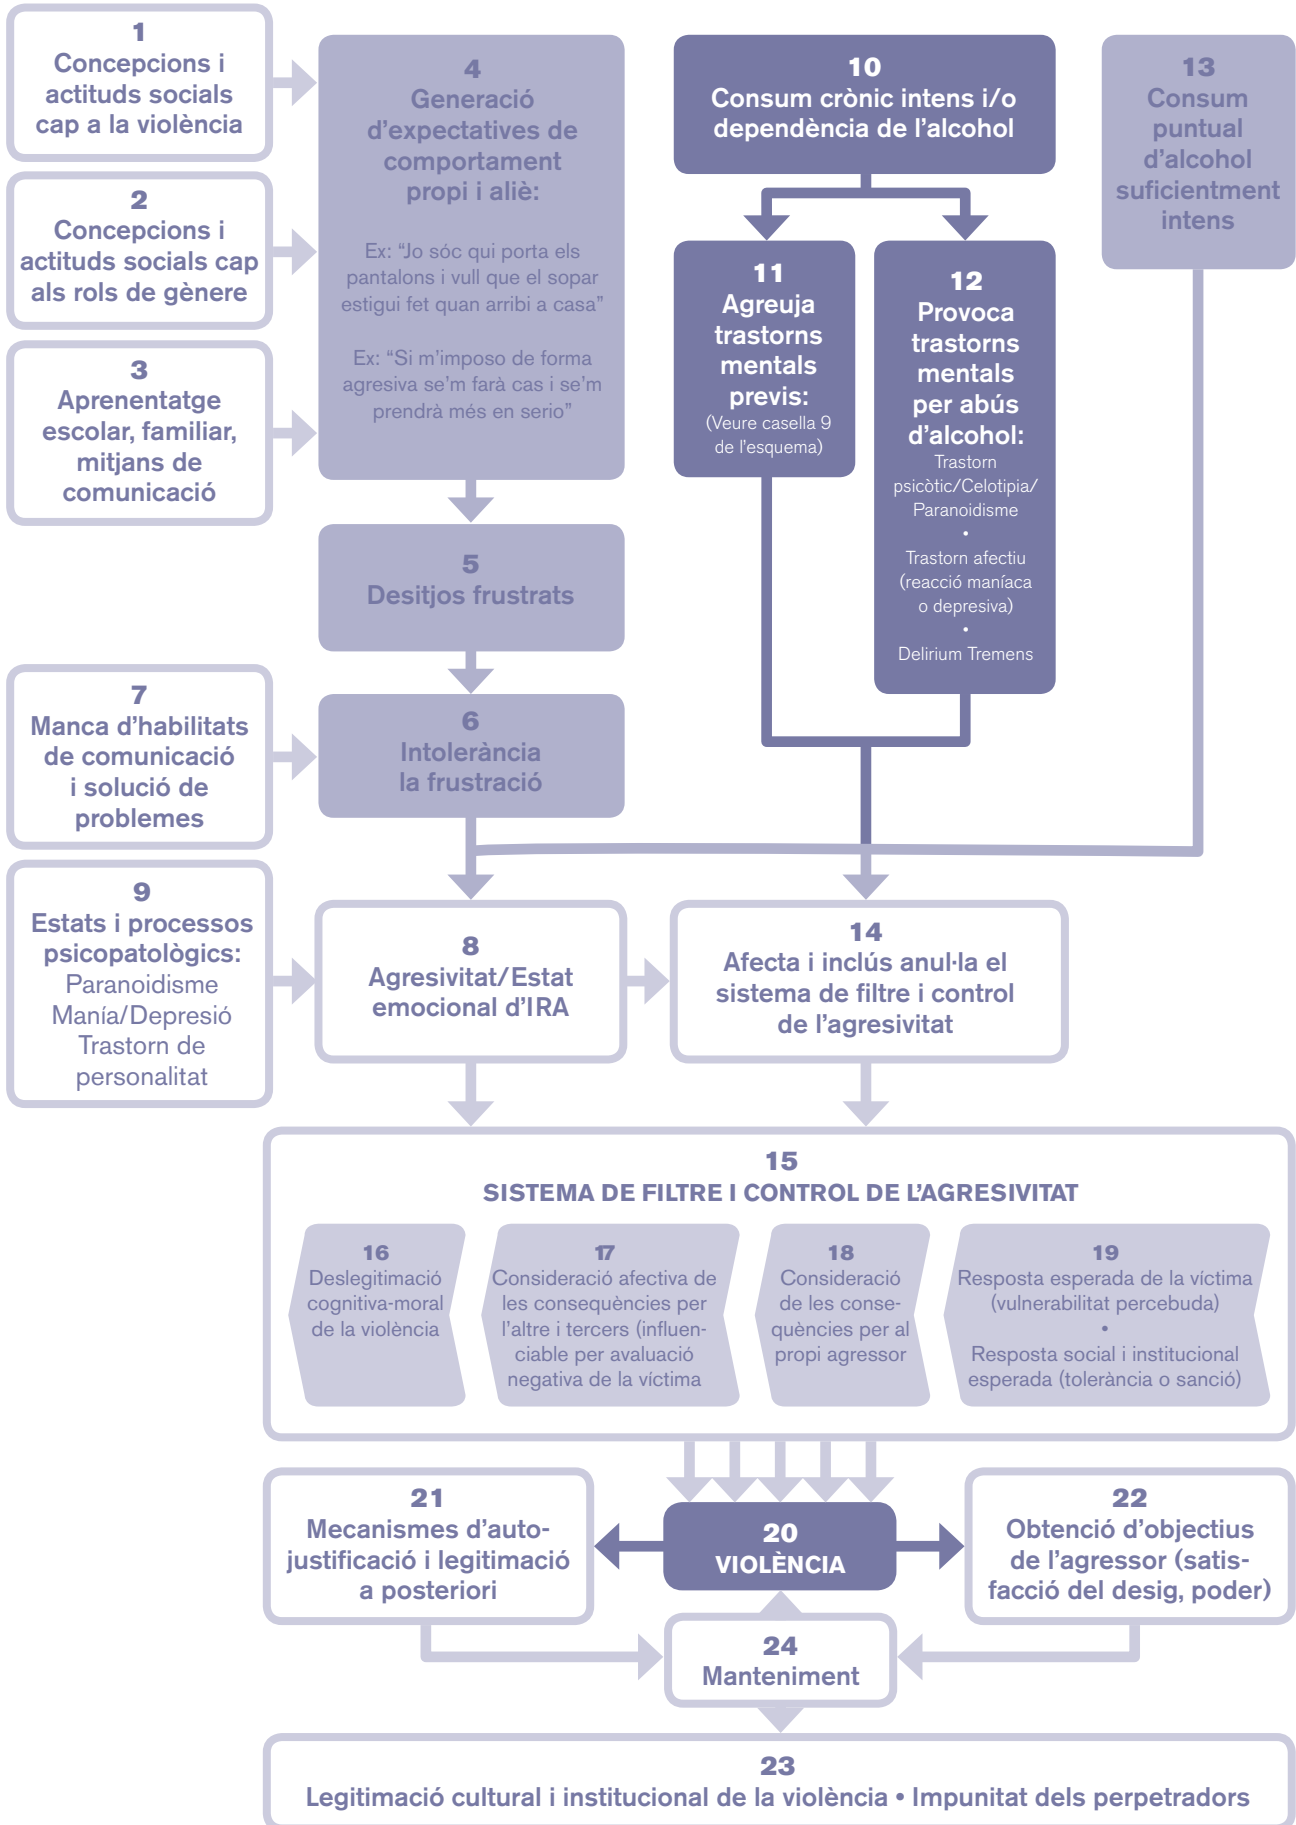 1
Concepcions i
actituds socials
cap a la violència
2
Concepcions i
actituds socials cap
als rols de gènere
3
Aprenentatge
escolar, familiar,
mitjans de
comunicació
4
Generació
d'expectatives de
comportament
propi i aliè:
Ex: “Jo sóc qui porta els
pantalons i vull que el sopar
estigui fet quan arribi a casa”
Ex: “Si m’imposo de forma
agresiva se’m farà cas i se’m
prendrà més en serio”
5
Desitjos frustrats
7
Manca d’habilitats
de comunicació
i solució de
problemes
6
Intolerància
la frustració
10
Consum crònic intens i/o
dependència de l’alcohol
11
Agreuja
trastorns
mentals
previs:
(Veure casella 9
de l’esquema)
12
Provoca
trastorns
mentals
per abús
d’alcohol:
Trastorn
psicòtic/Celotipia/
Paranoidisme
•
Trastorn afectiu
(reacció maníaca
o depresiva)
•
Delirium Tremens
13
Consum
puntual
d’alcohol
suficientment
intens
9
Estats i processos
psicopatològics:
Paranoidisme
Manía/Depresió
Trastorn de
personalitat
8
Agresivitat/Estat
emocional d’IRA
14
Afecta i inclús anul·la el
sistema de filtre i control
de l’agresivitat
15
SISTEMA DE FILTRE I CONTROL DE L’AGRESIVITAT
16
Deslegitimació
cognitiva-moral
de la violència
17
Consideració afectiva de
les consequències per
l’altre i tercers (influen-
ciable per avaluació
negativa de la víctima
18
Consideració
de les conse-
quències per al
propi agressor
19
Resposta esperada de la víctima
(vulnerabilitat percebuda)
•
Resposta social i institucional
esperada (tolerància o sanció)
21
Mecanismes d’auto-
justificació i legitimació
a posteriori
20
VIOLÈNCIA
22
Obtenció d’objectius
de l’agressor (satis-
facció del desig, poder)
24
Manteniment
23
Legitimació cultural i institucional de la violència • Impunitat dels perpetradors